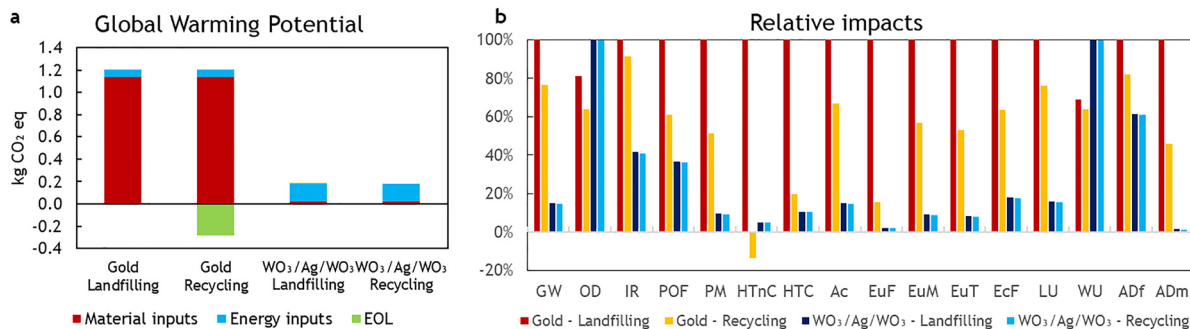 a
Global Warming Potential
kg CO₂ eq
1.4
1.2
1.0
0.8
0.6
0.4
0.2
0.0
-0.2
-0.4
Gold Landfilling
Gold Recycling
WO₃/Ag/WO₃ Landfilling
WO₃/Ag/WO₃ Recycling
Material inputs
Energy inputs
EOL
b
Relative impacts
100%
80%
60%
40%
20%
0%
-20%
GW OD IR POF PM HTnC HTC Ac EuF EuM EuT EcF LU WU ADf ADm
Gold - Landfilling
Gold - Recycling
WO₃/Ag/WO₃ - Landfilling
WO₃/Ag/WO₃ - Recycling